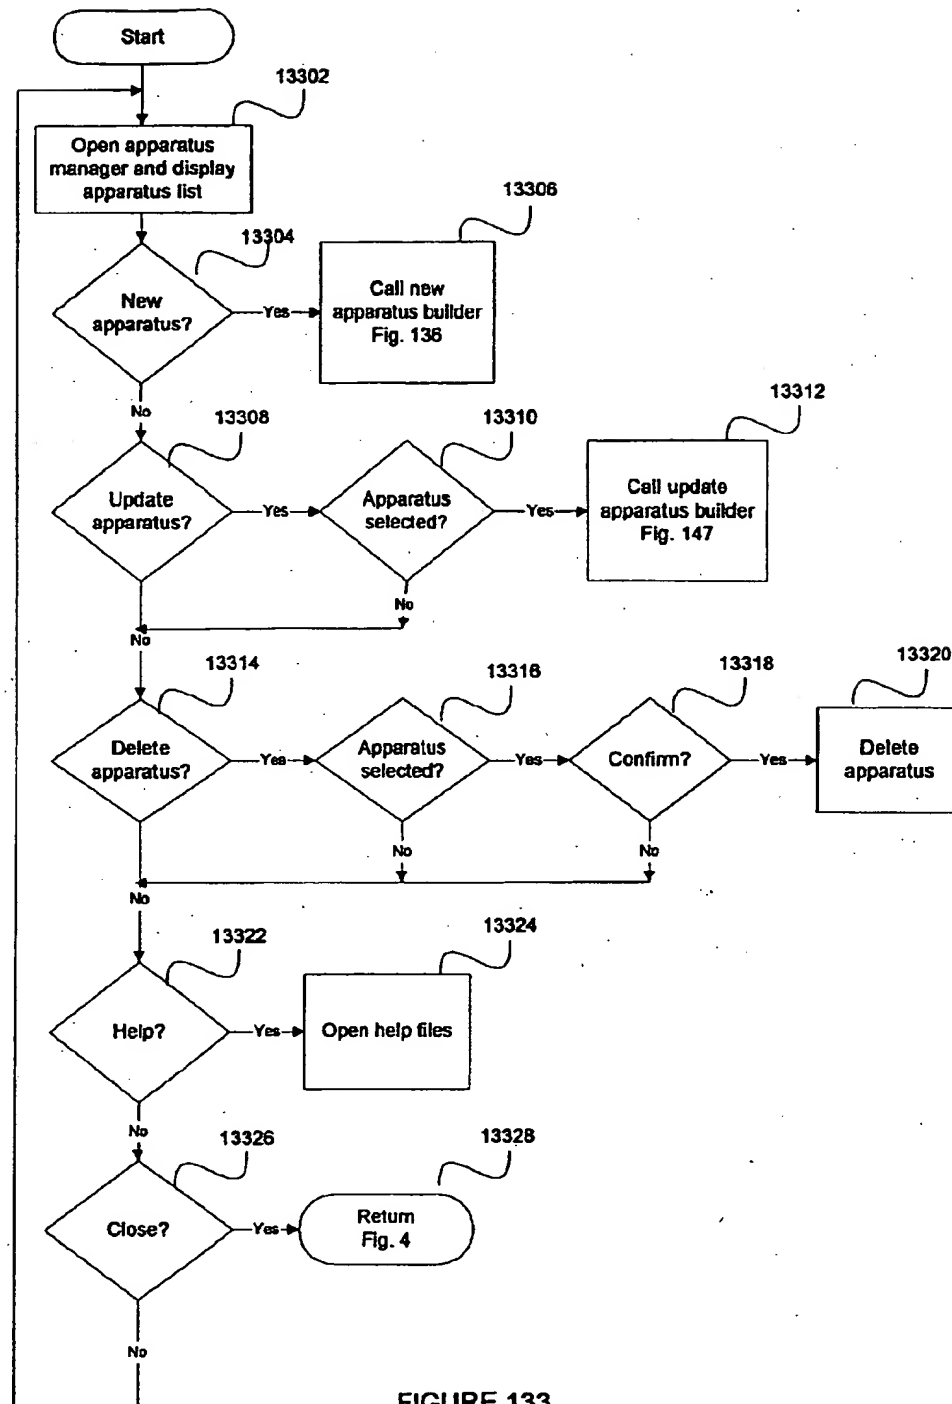 Start
13302
Open apparatus
manager and display
apparatus list
13304
New
apparatus?
Yes
13306
Call new
apparatus builder
Fig. 136
No
13308
Update
apparatus?
Yes
13310
Apparatus
selected?
Yes
13312
Call update
apparatus builder
Fig. 147
No
No
13314
Delete
apparatus?
Yes
13316
Apparatus
selected?
Yes
13318
Confirm?
Yes
13320
Delete
apparatus
No
No
No
13322
Help?
Yes
13324
Open help files
No
13326
Close?
Yes
13328
Return
Fig. 4
No
FIGURE 133